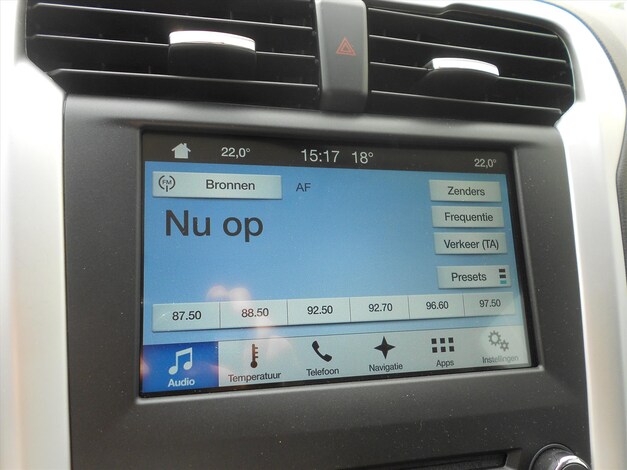 22,0° 15:17 18° 22,0°
FM Bronnen AF Zenders
Nu op
Frequentie
Verkeer (TA)
Presets
87.50 88.50 92.50 92.70 96.60 97.50
Audio Temperatuur Telefoon Navigatie Apps Instellingen